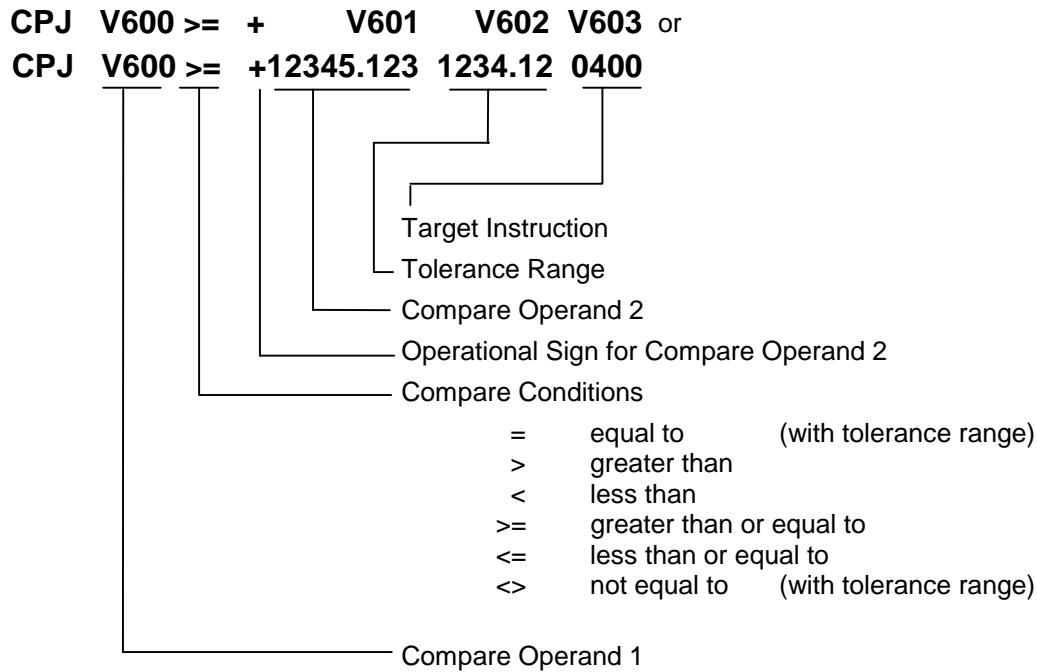 CPJ V600 >= + V601 V602 V603 or
CPJ V600 >= +12345.123 1234.12 0400
Target Instruction
Tolerance Range
Compare Operand 2
Operational Sign for Compare Operand 2
Compare Conditions
= equal to (with tolerance range)
> greater than
< less than
>= greater than or equal to
<= less than or equal to
<> not equal to (with tolerance range)
Compare Operand 1